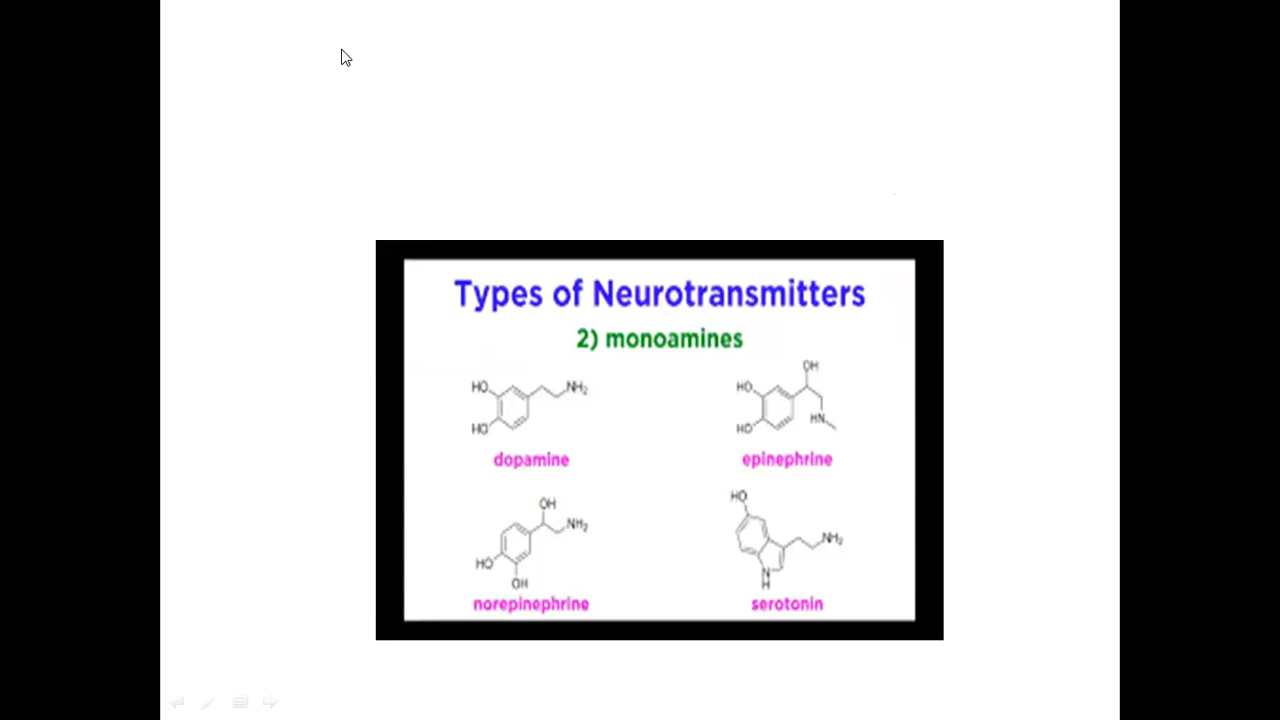 Types of Neurotransmitters
2) monoamines
HO
HO
NH2
dopamine
OH
HO
HO
HN
epinephrine
OH
NH2
HO
OH
norepinephrine
HO
NH2
N
H
serotonin